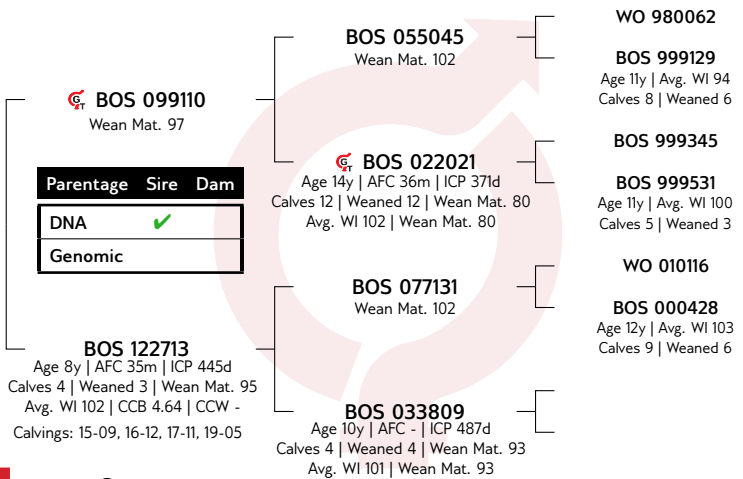 WO 980062
BOS 055045
Wean Mat. 102
BOS 999129
Age 11y | Avg. WI 94
Calves 8 | Weaned 6
GT BOS 099110
Wean Mat. 97
BOS 999345
GT BOS 022021
Age 14y | AFC 36m | ICP 371d
Calves 12 | Weaned 12 | Wean Mat. 80
Avg. WI 102 | Wean Mat. 80
BOS 999531
Age 11y | Avg. WI 100
Calves 5 | Weaned 3
Parentage Sire Dam
DNA ✔
Genomic
WO 010116
BOS 077131
Wean Mat. 102
BOS 000428
Age 12y | Avg. WI 103
Calves 9 | Weaned 6
BOS 122713
Age 8y | AFC 35m | ICP 445d
Calves 4 | Weaned 3 | Wean Mat. 95
Avg. WI 102 | CCB 4.64 | CCW -
Calvings: 15-09, 16-12, 17-11, 19-05
BOS 033809
Age 10y | AFC - | ICP 487d
Calves 4 | Weaned 4 | Wean Mat. 93
Avg. WI 101 | Wean Mat. 93